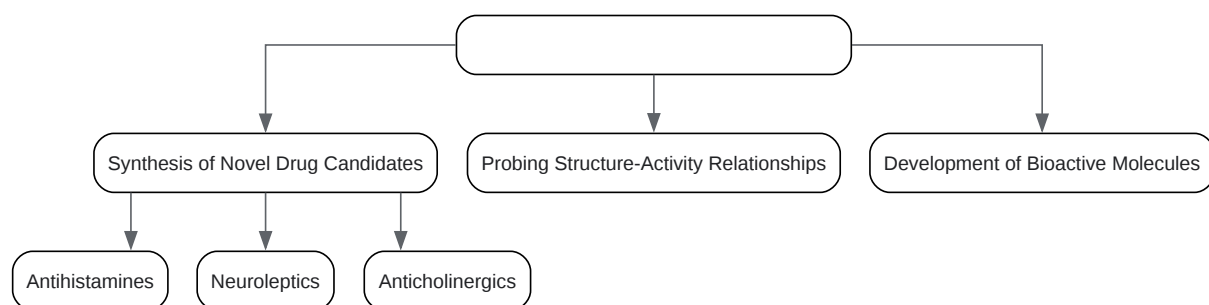 Synthesis of Novel Drug Candidates
Probing Structure-Activity Relationships
Development of Bioactive Molecules
Antihistamines
Neuroleptics
Anticholinergics